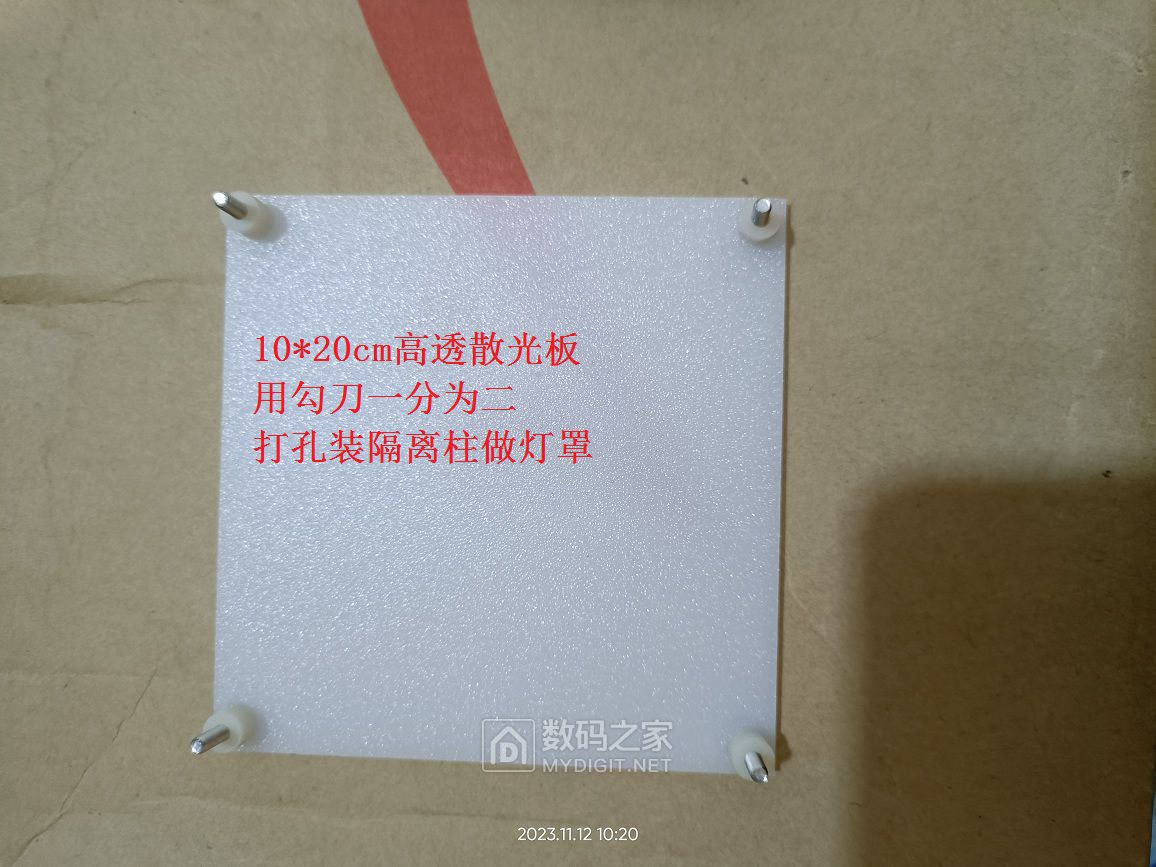 10*20cm高透散光板
用勾刀一分为二
打孔装隔离柱做灯罩
数码之家
MYDIGIT.NET
2023.11.12 10:20